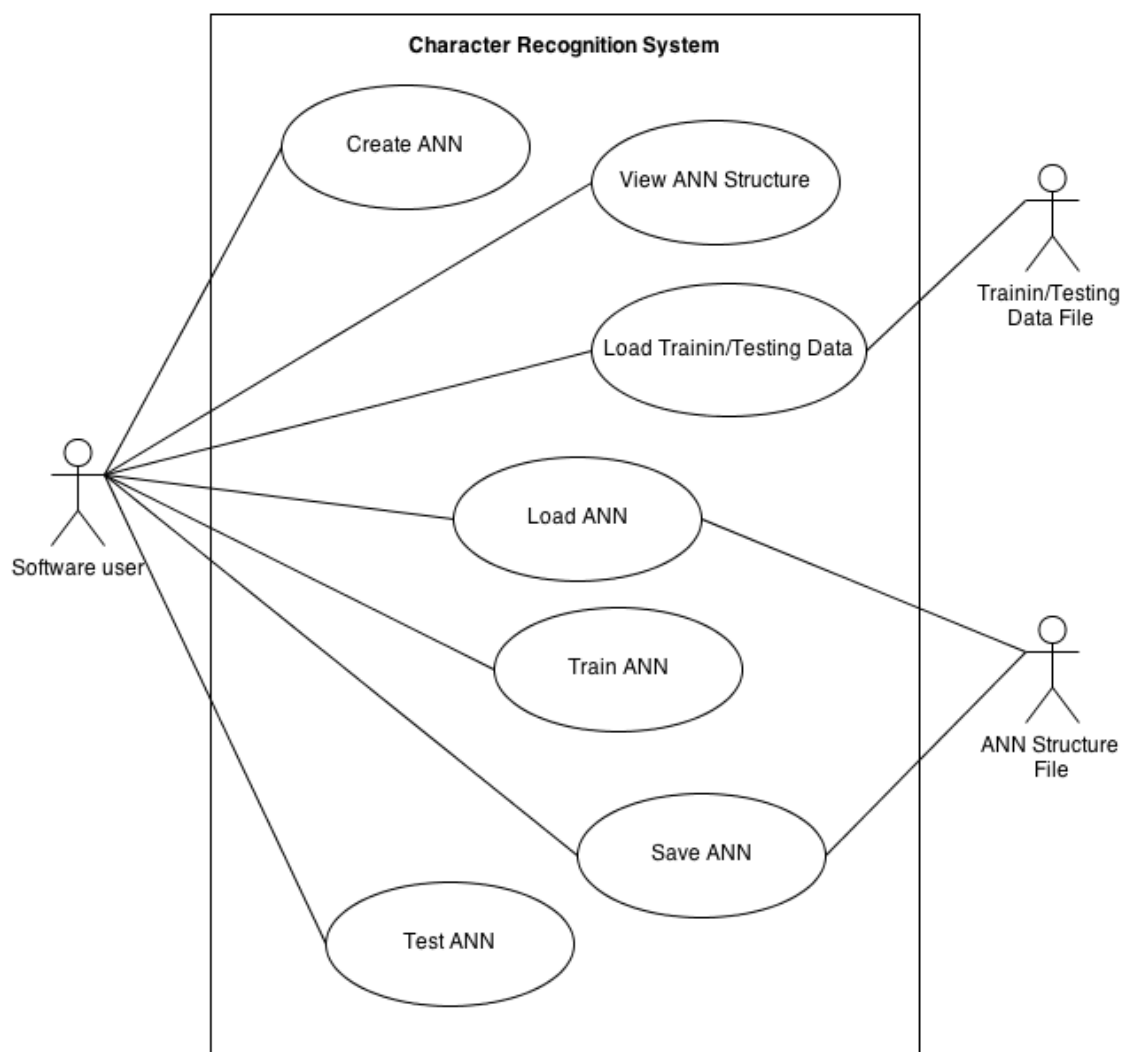 Character Recognition System
Create ANN
View ANN Structure
Trainin/Testing
Data File
Load Trainin/Testing Data
Load ANN
Software user
Train ANN
ANN Structure
File
Save ANN
Test ANN